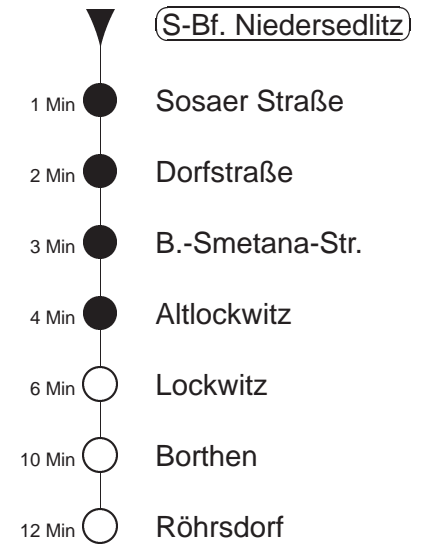 S-Bf. Niedersedlitz
1 Min Sosaer Straße
2 Min Dorfstraße
3 Min B.-Smetana-Str.
4 Min Altlockwitz
6 Min Lockwitz
10 Min Borthen
12 Min Röhrsdorf